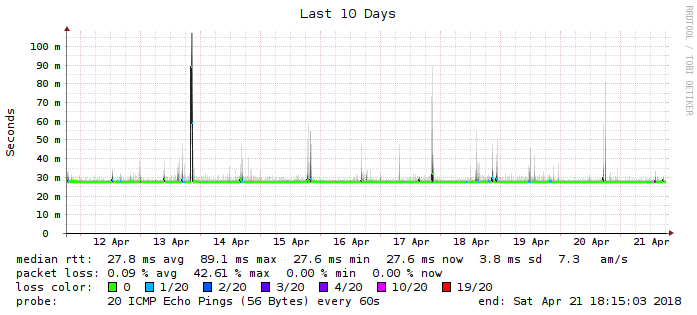 Last 10 Days
RRDTOOL / TOBI OETIKER
Seconds
100 m
90 m
80 m
70 m
60 m
50 m
40 m
30 m
20 m
10 m
0
12 Apr 13 Apr 14 Apr 15 Apr 16 Apr 17 Apr 18 Apr 19 Apr 20 Apr 21 Apr
median rtt: 27.8 ms avg 89.1 ms max 27.6 ms min 27.6 ms now 3.8 ms sd 7.3 am/s
packet loss: 0.09 % avg 42.61 % max 0.00 % min 0.00 % now
loss color: 0 1/20 2/20 3/20 4/20 10/20 19/20
probe: 20 ICMP Echo Pings (56 Bytes) every 60s end: Sat Apr 21 18:15:03 2018